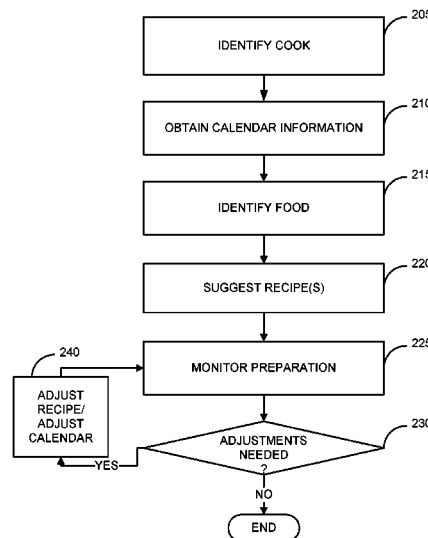 205
IDENTIFY COOK
210
OBTAIN CALENDAR INFORMATION
215
IDENTIFY FOOD
220
SUGGEST RECIPE(S)
225
MONITOR PREPARATION
240
ADJUST
RECIPE/
ADJUST
CALENDAR
230
ADJUSTMENTS
NEEDED
?
YES
NO
END